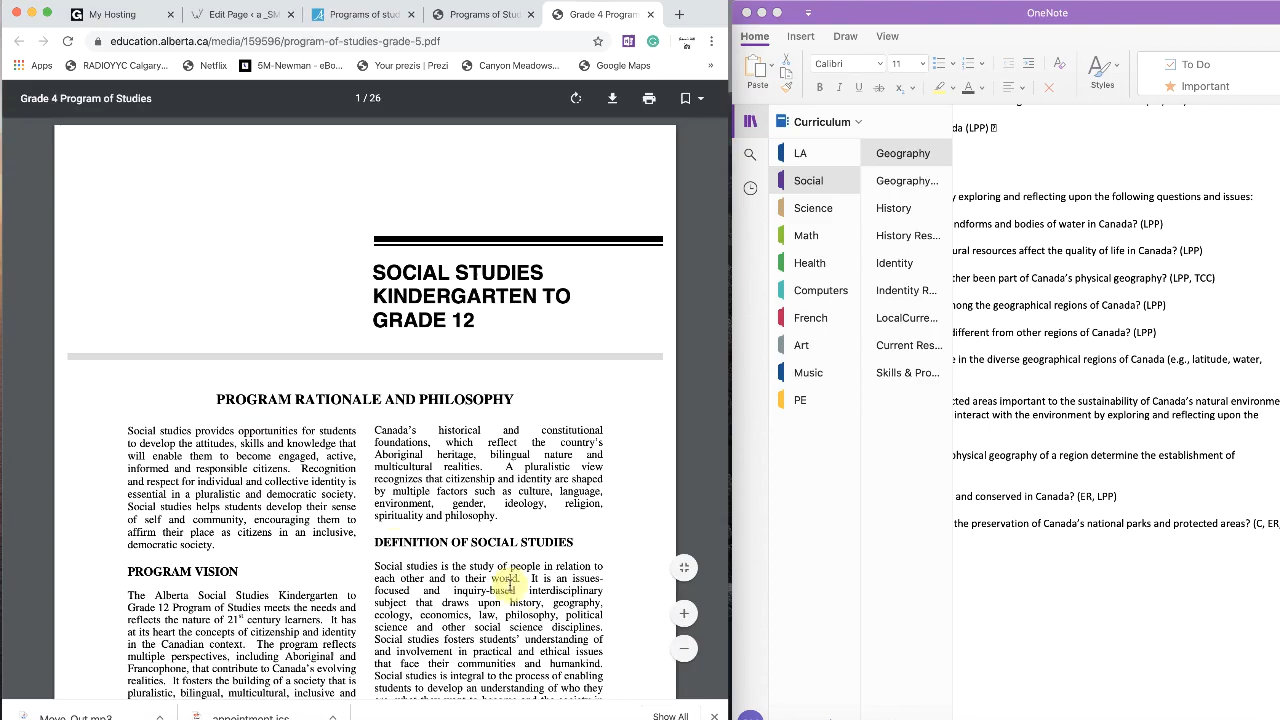 My Hosting
Edit Page ‹ a _SM
Programs of stud
Programs of Stud
Grade 4 Program
education.alberta.ca/media/159596/program-of-studies-grade-5.pdf
Apps
RADIOYYC Calgary...
Netflix
5M-Newman - eBo...
Your prezis | Prezi
Canyon Meadows...
Google Maps
»
Grade 4 Program of Studies
1 / 26
SOCIAL STUDIES
KINDERGARTEN TO
GRADE 12
PROGRAM RATIONALE AND PHILOSOPHY
Social studies provides opportunities for students
to develop the attitudes, skills and knowledge that
will enable them to become engaged, active,
informed and responsible citizens. Recognition
and respect for individual and collective identity is
essential in a pluralistic and democratic society.
Social studies helps students develop their sense
of self and community, encouraging them to
affirm their place as citizens in an inclusive,
democratic society.
PROGRAM VISION
The Alberta Social Studies Kindergarten to
Grade 12 Program of Studies meets the needs and
reflects the nature of 21st century learners. It has
at its heart the concepts of citizenship and identity
in the Canadian context. The program reflects
multiple perspectives, including Aboriginal and
Francophone, that contribute to Canada's evolving
realities. It fosters the building of a society that is
pluralistic, bilingual, multicultural, inclusive and
Canada's historical and constitutional
foundations, which reflect the country's
Aboriginal heritage, bilingual nature and
multicultural realities. A pluralistic view
recognizes that citizenship and identity are shaped
by multiple factors such as culture, language,
environment, gender, ideology, religion,
spirituality and philosophy.
DEFINITION OF SOCIAL STUDIES
Social studies is the study of people in relation to
each other and to their world. It is an issues-
focused and inquiry-based interdisciplinary
subject that draws upon history, geography,
ecology, economics, law, philosophy, political
science and other social science disciplines.
Social studies fosters students' understanding of
and involvement in practical and ethical issues
that face their communities and humankind.
Social studies is integral to the process of enabling
students to develop an understanding of who they
Move_Out.mp3
appointment.ics
Show All
OneNote
Home
Insert
Draw
View
Paste
Calibri
11
B I U ab x₂ A
Styles
To Do
Important
Curriculum
LA
Social
Science
Math
Health
Computers
French
Art
Music
PE
Geography
Geography...
History
History Res...
Identity
Indentity R...
LocalCurre...
Current Res...
Skills & Pro...
da (LPP)
y exploring and reflecting upon the following questions and issues:
ndforms and bodies of water in Canada? (LPP)
ural resources affect the quality of life in Canada? (LPP)
ther been part of Canada's physical geography? (LPP, TCC)
mong the geographical regions of Canada? (LPP)
different from other regions of Canada? (LPP)
e in the diverse geographical regions of Canada (e.g., latitude, water,
cted areas important to the sustainability of Canada's natural environme
interact with the environment by exploring and reflecting upon the
physical geography of a region determine the establishment of
and conserved in Canada? (ER, LPP)
the preservation of Canada's national parks and protected areas? (C, ER,